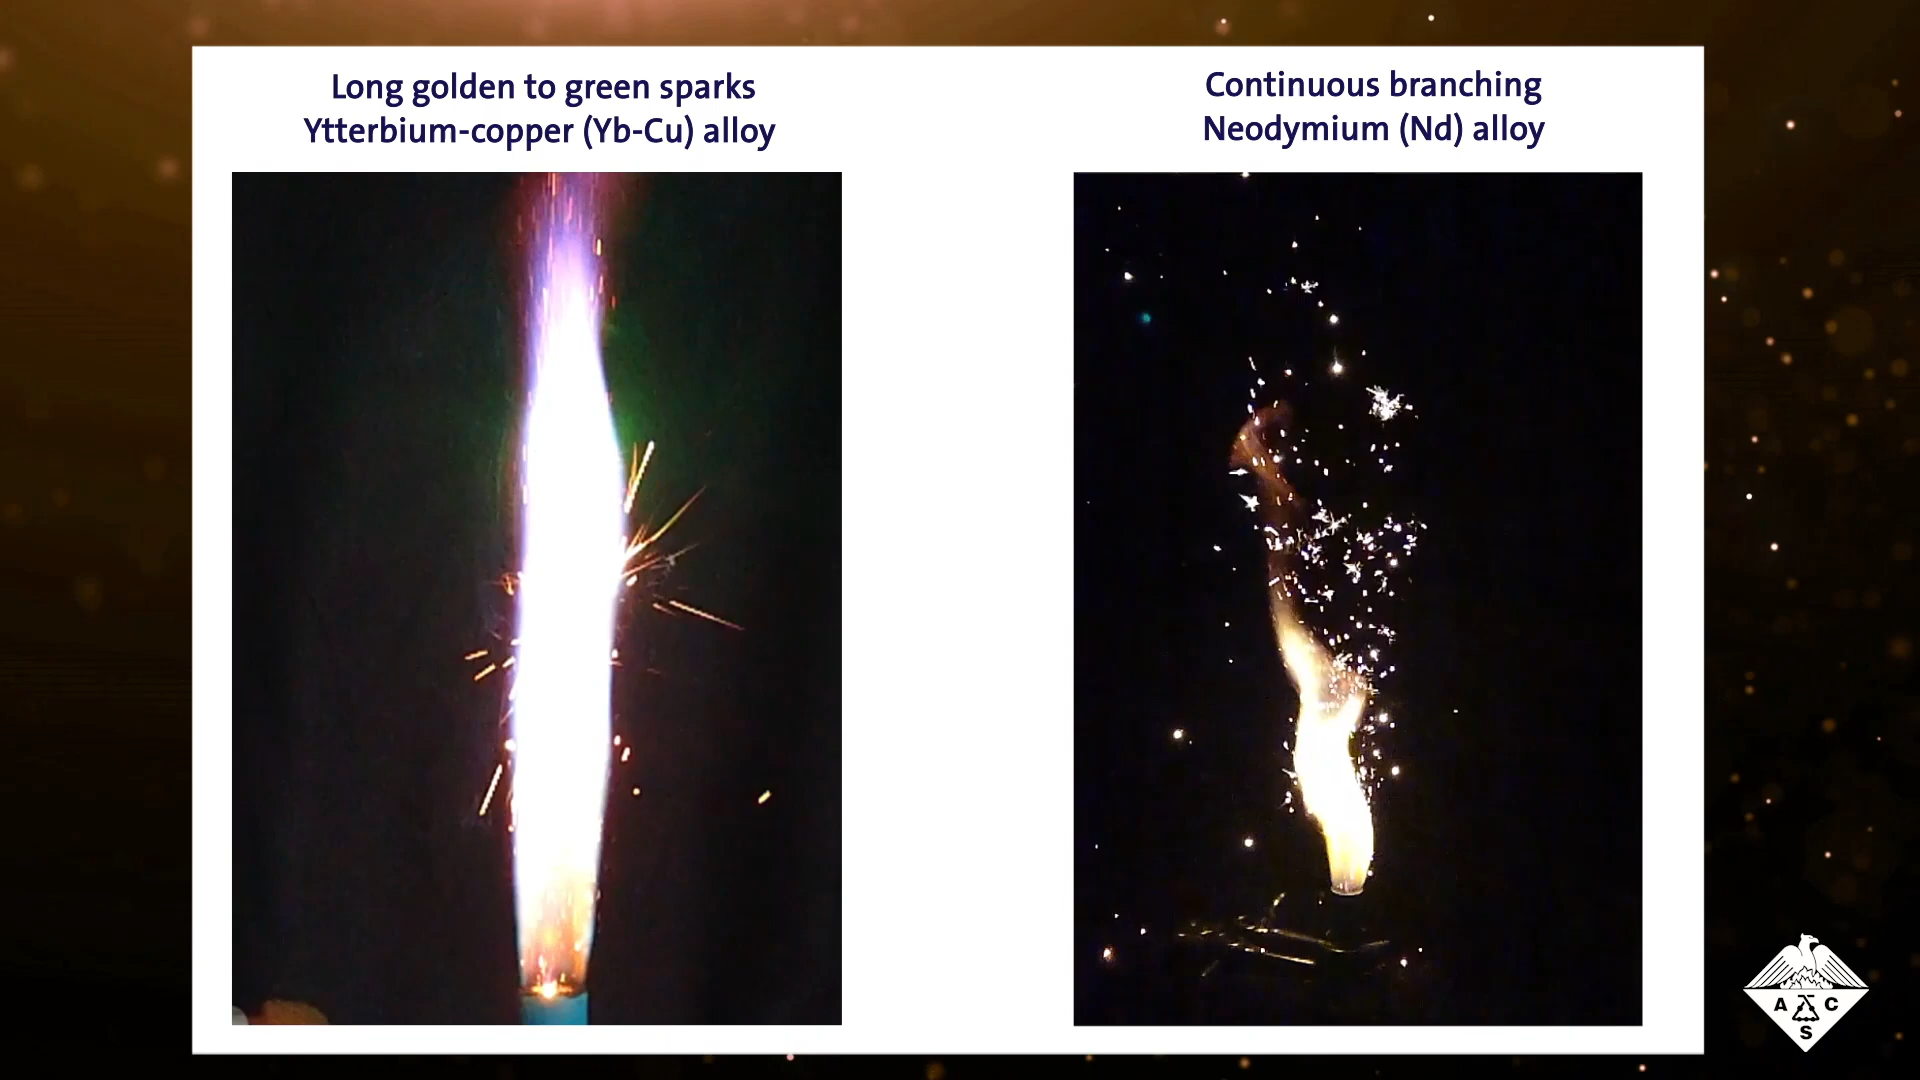 Long golden to green sparks
Ytterbium-copper (Yb-Cu) alloy
Continuous branching
Neodymium (Nd) alloy
A C
S